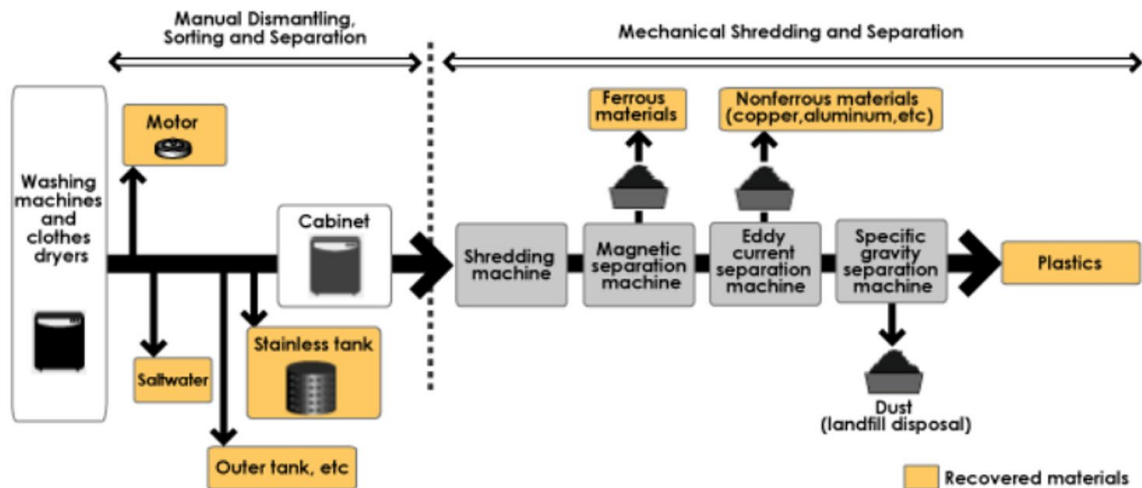 Manual Dismantling,
Sorting and Separation
Mechanical Shredding and Separation
Washing
machines
and
clothes
dryers
Motor
Saltwater
Outer tank, etc
Stainless tank
Cabinet
Shredding
machine
Magnetic
separation
machine
Ferrous
materials
Eddy
current
separation
machine
Nonferrous materials
(copper,aluminum,etc)
Specific
gravity
separation
machine
Dust
(landfill disposal)
Plastics
Recovered materials